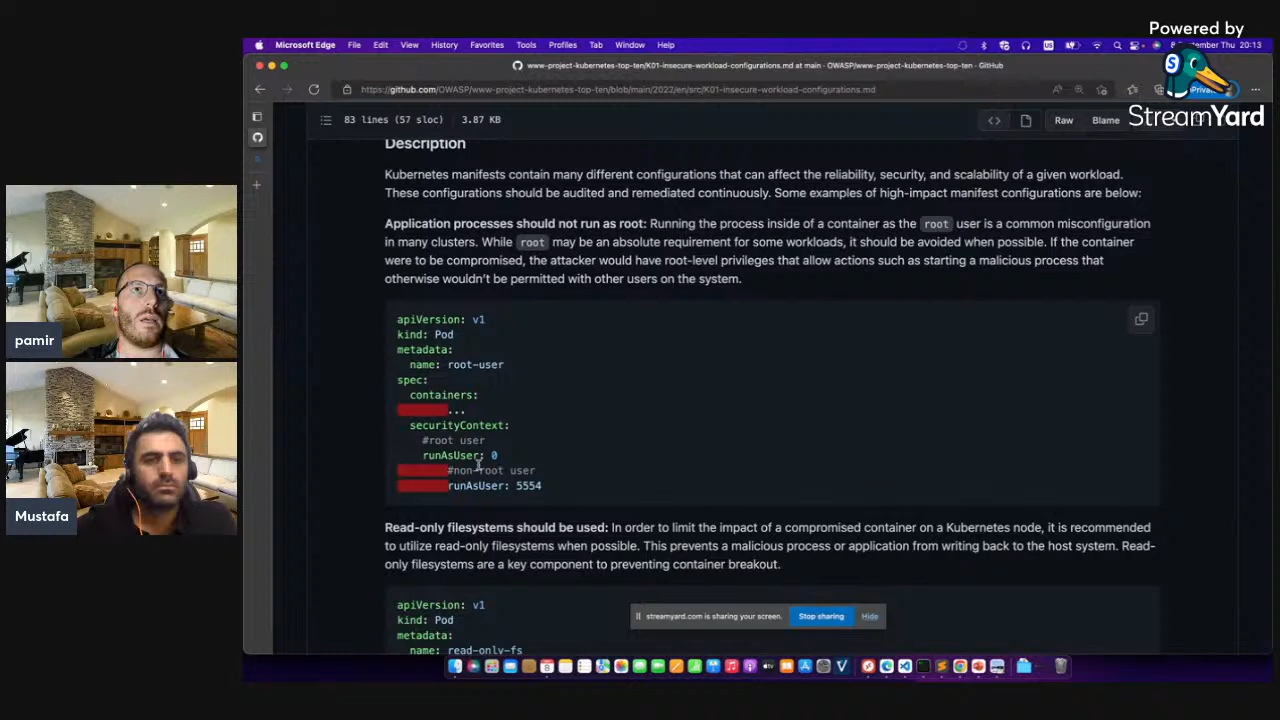 Powered by
StreamYard
Microsoft Edge File Edit View History Favorites Tools Profiles Tab Window Help
Thu 20:13
www-project-kubernetes-top-ten/K01-insecure-workload-configurations.md at main · OWASP/www-project-kubernetes-top-ten · GitHub
https://github.com/OWASP/www-project-kubernetes-top-ten/blob/main/2022/en/src/K01-insecure-workload-configurations.md
83 lines (57 sloc) 3.87 KB
Raw Blame
Description
Kubernetes manifests contain many different configurations that can affect the reliability, security, and scalability of a given workload.
These configurations should be audited and remediated continuously. Some examples of high-impact manifest configurations are below:
Application processes should not run as root: Running the process inside of a container as the root user is a common misconfiguration
in many clusters. While root may be an absolute requirement for some workloads, it should be avoided when possible. If the container
were to be compromised, the attacker would have root-level privileges that allow actions such as starting a malicious process that
otherwise wouldn't be permitted with other users on the system.
apiVersion: v1
kind: Pod
metadata:
name: root-user
spec:
containers:
...
securityContext:
#root user
runAsUser: 0
#non-root user
runAsUser: 5554
Read-only filesystems should be used: In order to limit the impact of a compromised container on a Kubernetes node, it is recommended
to utilize read-only filesystems when possible. This prevents a malicious process or application from writing back to the host system. Read-
only filesystems are a key component to preventing container breakout.
apiVersion: v1
kind: Pod
metadata:
name: read-only-fs
streamyard.com is sharing your screen. Stop sharing Hide
pamir
Mustafa